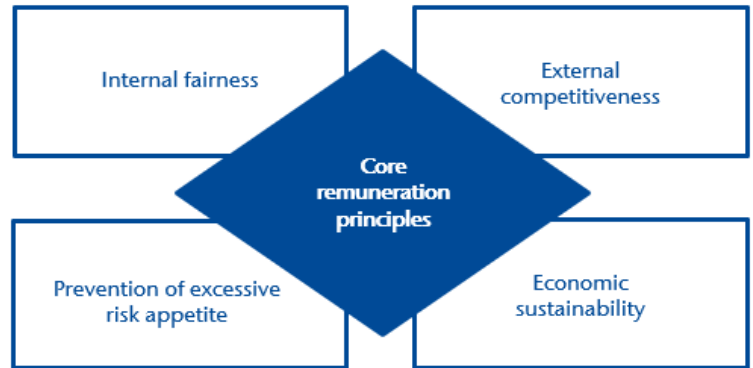 Internal fairness
External
competitiveness
Core
remuneration
principles
Prevention of excessive
risk appetite
Economic
sustainability